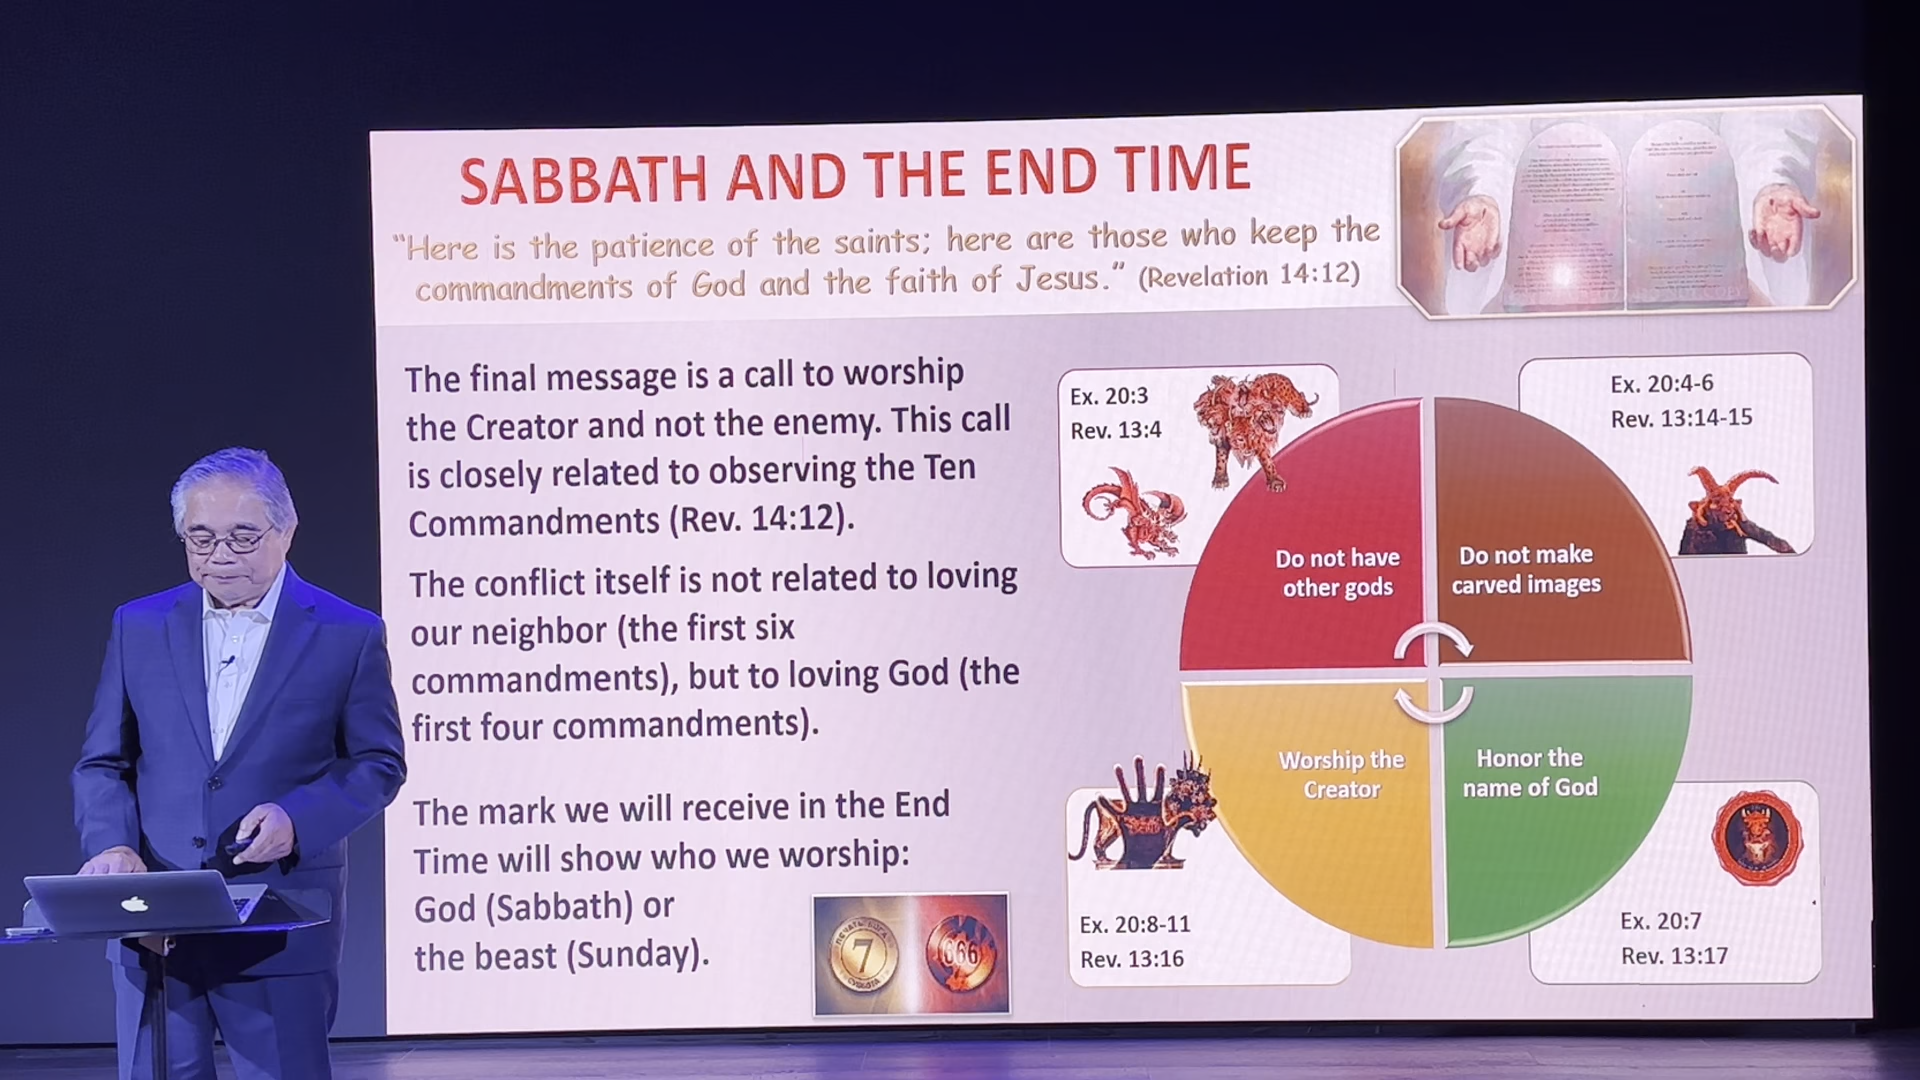 SABBATH AND THE END TIME
“Here is the patience of the saints; here are those who keep the
commandments of God and the faith of Jesus.” (Revelation 14:12)
The final message is a call to worship
the Creator and not the enemy. This call
is closely related to observing the Ten
Commandments (Rev. 14:12).
The conflict itself is not related to loving
our neighbor (the first six
commandments), but to loving God (the
first four commandments).
The mark we will receive in the End
Time will show who we worship:
God (Sabbath) or
the beast (Sunday).
7
666
Ex. 20:3
Rev. 13:4
Ex. 20:4-6
Rev. 13:14-15
Do not have
other gods
Do not make
carved images
Worship the
Creator
Honor the
name of God
Ex. 20:8-11
Rev. 13:16
Ex. 20:7
Rev. 13:17